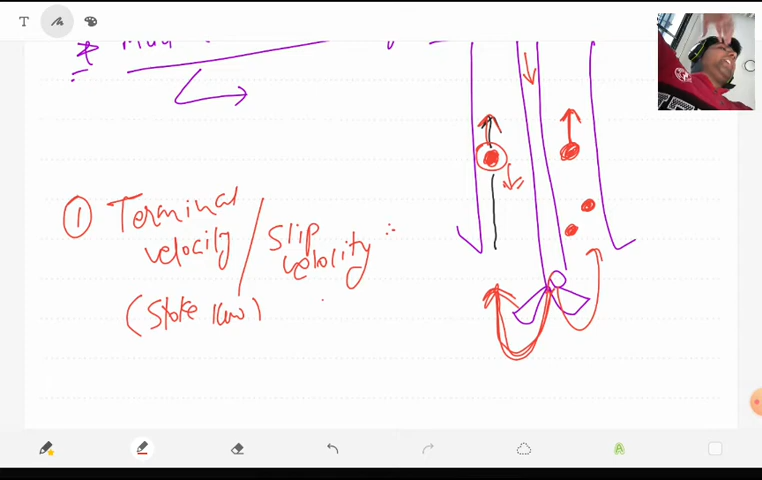 T
① Terminal
velocity / Slip
velocity :-
(Stoke law)
A